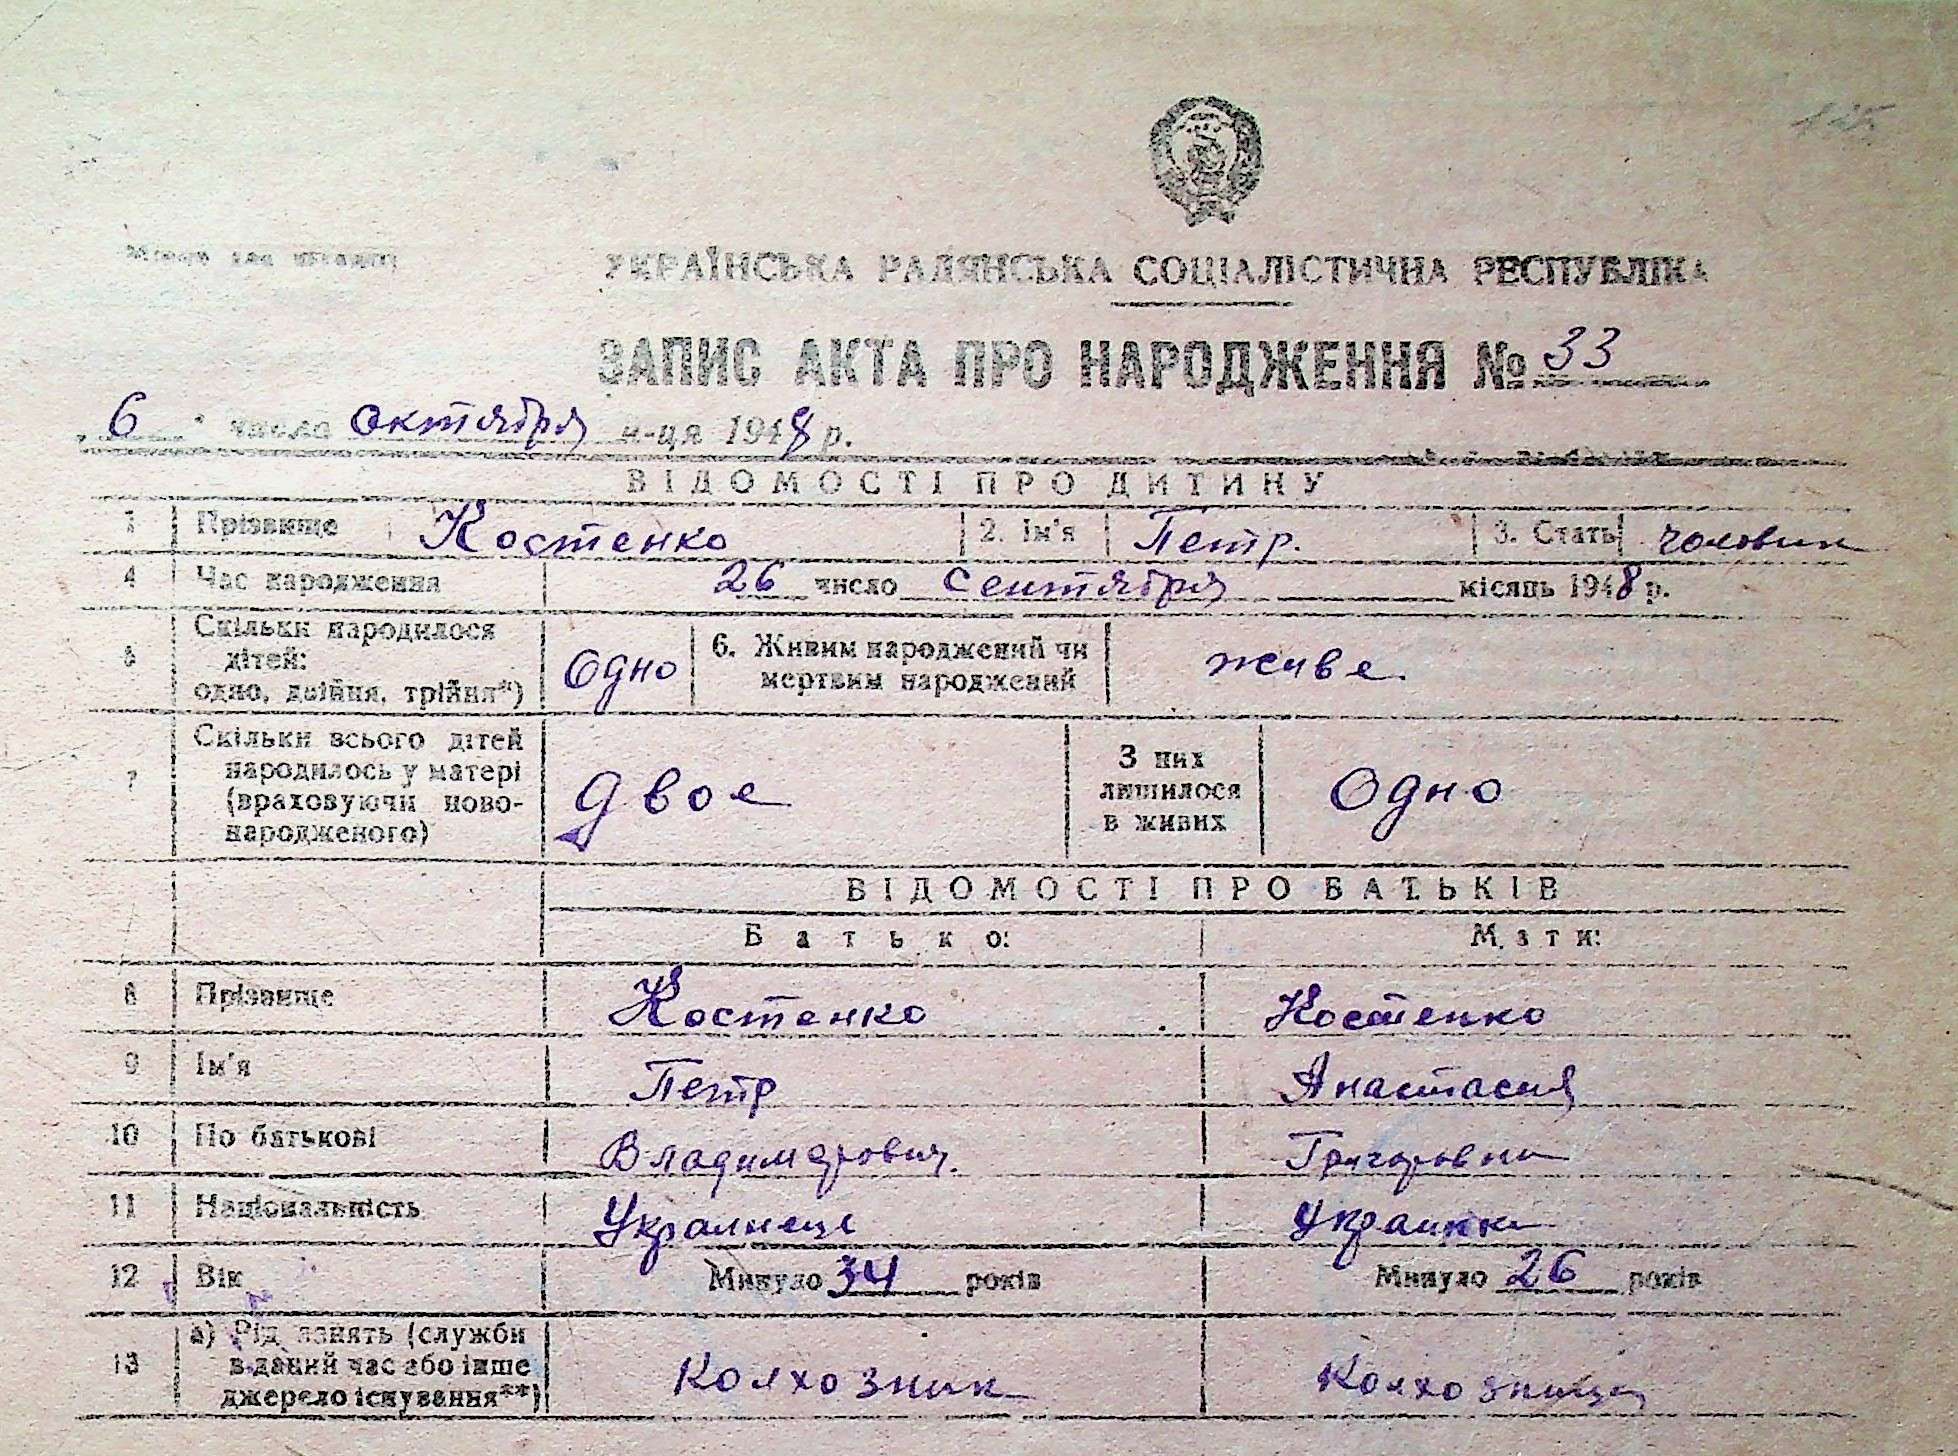 125
Місце для штампу
УКРАЇНСЬКА РАДЯНСЬКА СОЦІАЛІСТИЧНА РЕСПУБЛІКА
ЗАПИС АКТА ПРО НАРОДЖЕННЯ № 33
„6“ числа октября м-ця 1948 р.
ВІДОМОСТІ ПРО ДИТИНУ
1 Прізвище Костенко 2. Ім'я Петр. 3. Стать чоловик
4 Час народження 26 число сентября місяць 1948 р.
5 Скільки народилося дітей: одно, двійня, трійня*) Одно 6. Живим народжений чи мертвим народжений живе.
7 Скільки всього дітей народилось у матері (враховуючи ново-народженого) двое З них лишилося в живих Одно
ВІДОМОСТІ ПРО БАТЬКІВ
Батько: Мати:
8 Прізвище Костенко Костенко
9 Ім'я Петр Анастасия
10 По батькові Владимирович. Григоровна
11 Національність Украинец Украинка
12 Вік Минуло 34 років Минуло 26 років
13 а) Рід занять (служби в даний час або інше джерело існування**) Колхозник Колхозница